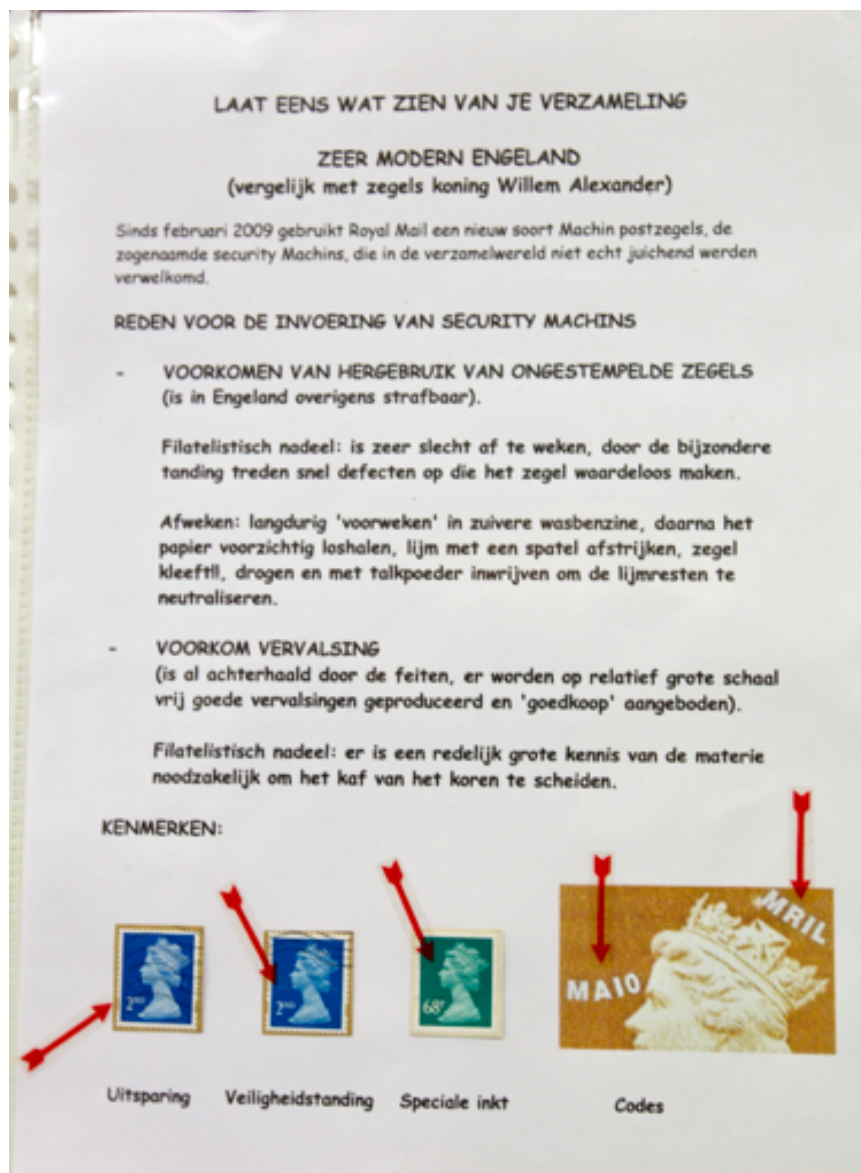 LAAT EENS WAT ZIEN VAN JE VERZAMELING
ZEER MODERN ENGELAND
(vergelijk met zegels koning Willem Alexander)
Sinds februari 2009 gebruikt Royal Mail een nieuw soort Machin postzegels, de
zogenaamde security Machins, die in de verzamelwereld niet echt juichend werden
verwelkomd.
REDEN VOOR DE INVOERING VAN SECURITY MACHINS
- VOORKOMEN VAN HERGEBRUIK VAN ONGESTEMPELDE ZEGELS
(is in Engeland overigens strafbaar).
Filatelistisch nadeel: is zeer slecht af te weken, door de bijzondere
tanding treden snel defecten op die het zegel waardeloos maken.
Afweken: langdurig 'voorweken' in zuivere wasbenzine, daarna het
papier voorzichtig loshalen, lijm met een spatel afstrijken, zegel
kleeft!!, drogen en met talkpoeder inwrijven om de lijmresten te
neutraliseren.
- VOORKOM VERVALSING
(is al achterhaald door de feiten, er worden op relatief grote schaal
vrij goede vervalsingen geproduceerd en 'goedkoop' aangeboden).
Filatelistisch nadeel: er is een redelijk grote kennis van de materie
noodzakelijk om het kaf van het koren te scheiden.
KENMERKEN:
2ND 2ND 68P MA10 MRIL
Uitsparing Veiligheidstanding Speciale inkt Codes